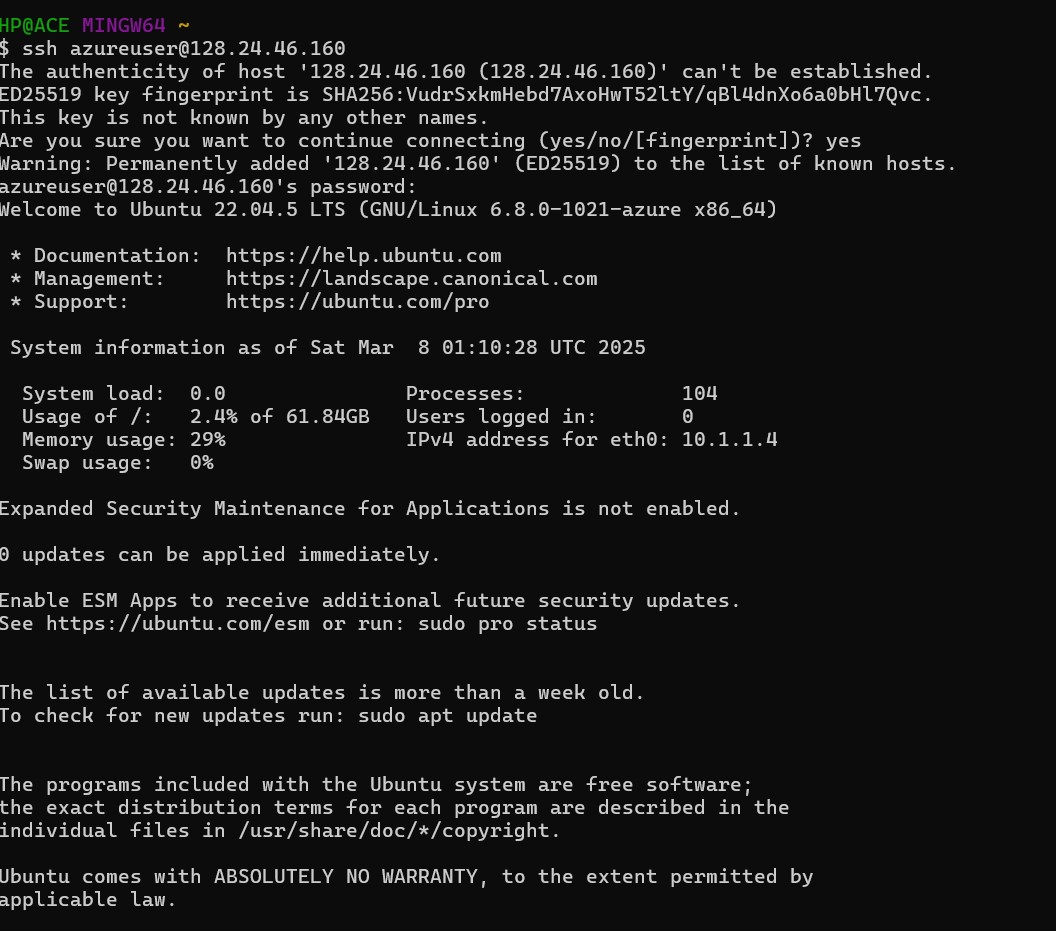 HP@ACE MINGW64 ~
$ ssh azureuser@128.24.46.160
The authenticity of host '128.24.46.160 (128.24.46.160)' can't be established.
ED25519 key fingerprint is SHA256:VudrSxkmHebd7AxoHwT52ltY/qBl4dnXo6a0bHl7Qvc.
This key is not known by any other names.
Are you sure you want to continue connecting (yes/no/[fingerprint])? yes
Warning: Permanently added '128.24.46.160' (ED25519) to the list of known hosts.
azureuser@128.24.46.160's password:
Welcome to Ubuntu 22.04.5 LTS (GNU/Linux 6.8.0-1021-azure x86_64)
* Documentation:  https://help.ubuntu.com
* Management:     https://landscape.canonical.com
* Support:        https://ubuntu.com/pro
System information as of Sat Mar  8 01:10:28 UTC 2025
System load:  0.0               Processes:             104
Usage of /:   2.4% of 61.84GB   Users logged in:       0
Memory usage: 29%               IPv4 address for eth0: 10.1.1.4
Swap usage:   0%
Expanded Security Maintenance for Applications is not enabled.
0 updates can be applied immediately.
Enable ESM Apps to receive additional future security updates.
See https://ubuntu.com/esm or run: sudo pro status
The list of available updates is more than a week old.
To check for new updates run: sudo apt update
The programs included with the Ubuntu system are free software;
the exact distribution terms for each program are described in the
individual files in /usr/share/doc/*/copyright.
Ubuntu comes with ABSOLUTELY NO WARRANTY, to the extent permitted by
applicable law.